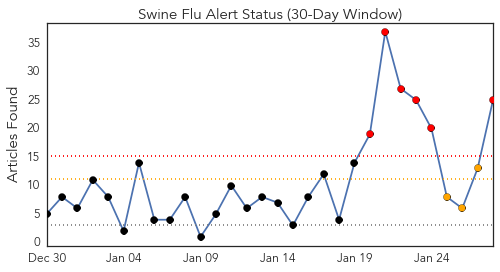 Swine Flu Alert Status (30-Day Window)
Articles Found
35
30
25
20
15
10
5
0
Dec 30 Jan 04 Jan 09 Jan 14 Jan 19 Jan 24